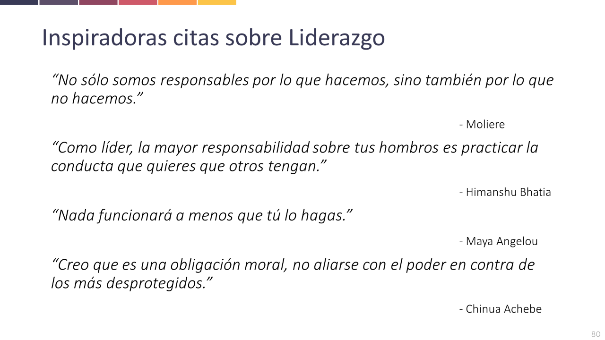 Inspiradoras citas sobre Liderazgo
“No sólo somos responsables por lo que hacemos, sino también por lo que
no hacemos.”
- Moliere
“Como líder, la mayor responsabilidad sobre tus hombros es practicar la
conducta que quieres que otros tengan.”
- Himanshu Bhatia
“Nada funcionará a menos que tú lo hagas.”
- Maya Angelou
“Creo que es una obligación moral, no aliarse con el poder en contra de
los más desprotegidos.”
- Chinua Achebe
80